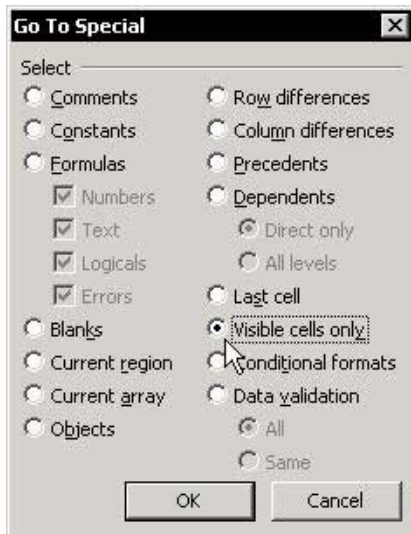 Go To Special
Select
Comments
Constants
Formulas
Numbers
Text
Logicals
Errors
Blanks
Current region
Current array
Objects
Row differences
Column differences
Precedents
Dependents
Direct only
All levels
Last cell
Visible cells only
Conditional formats
Data validation
All
Same
OK
Cancel